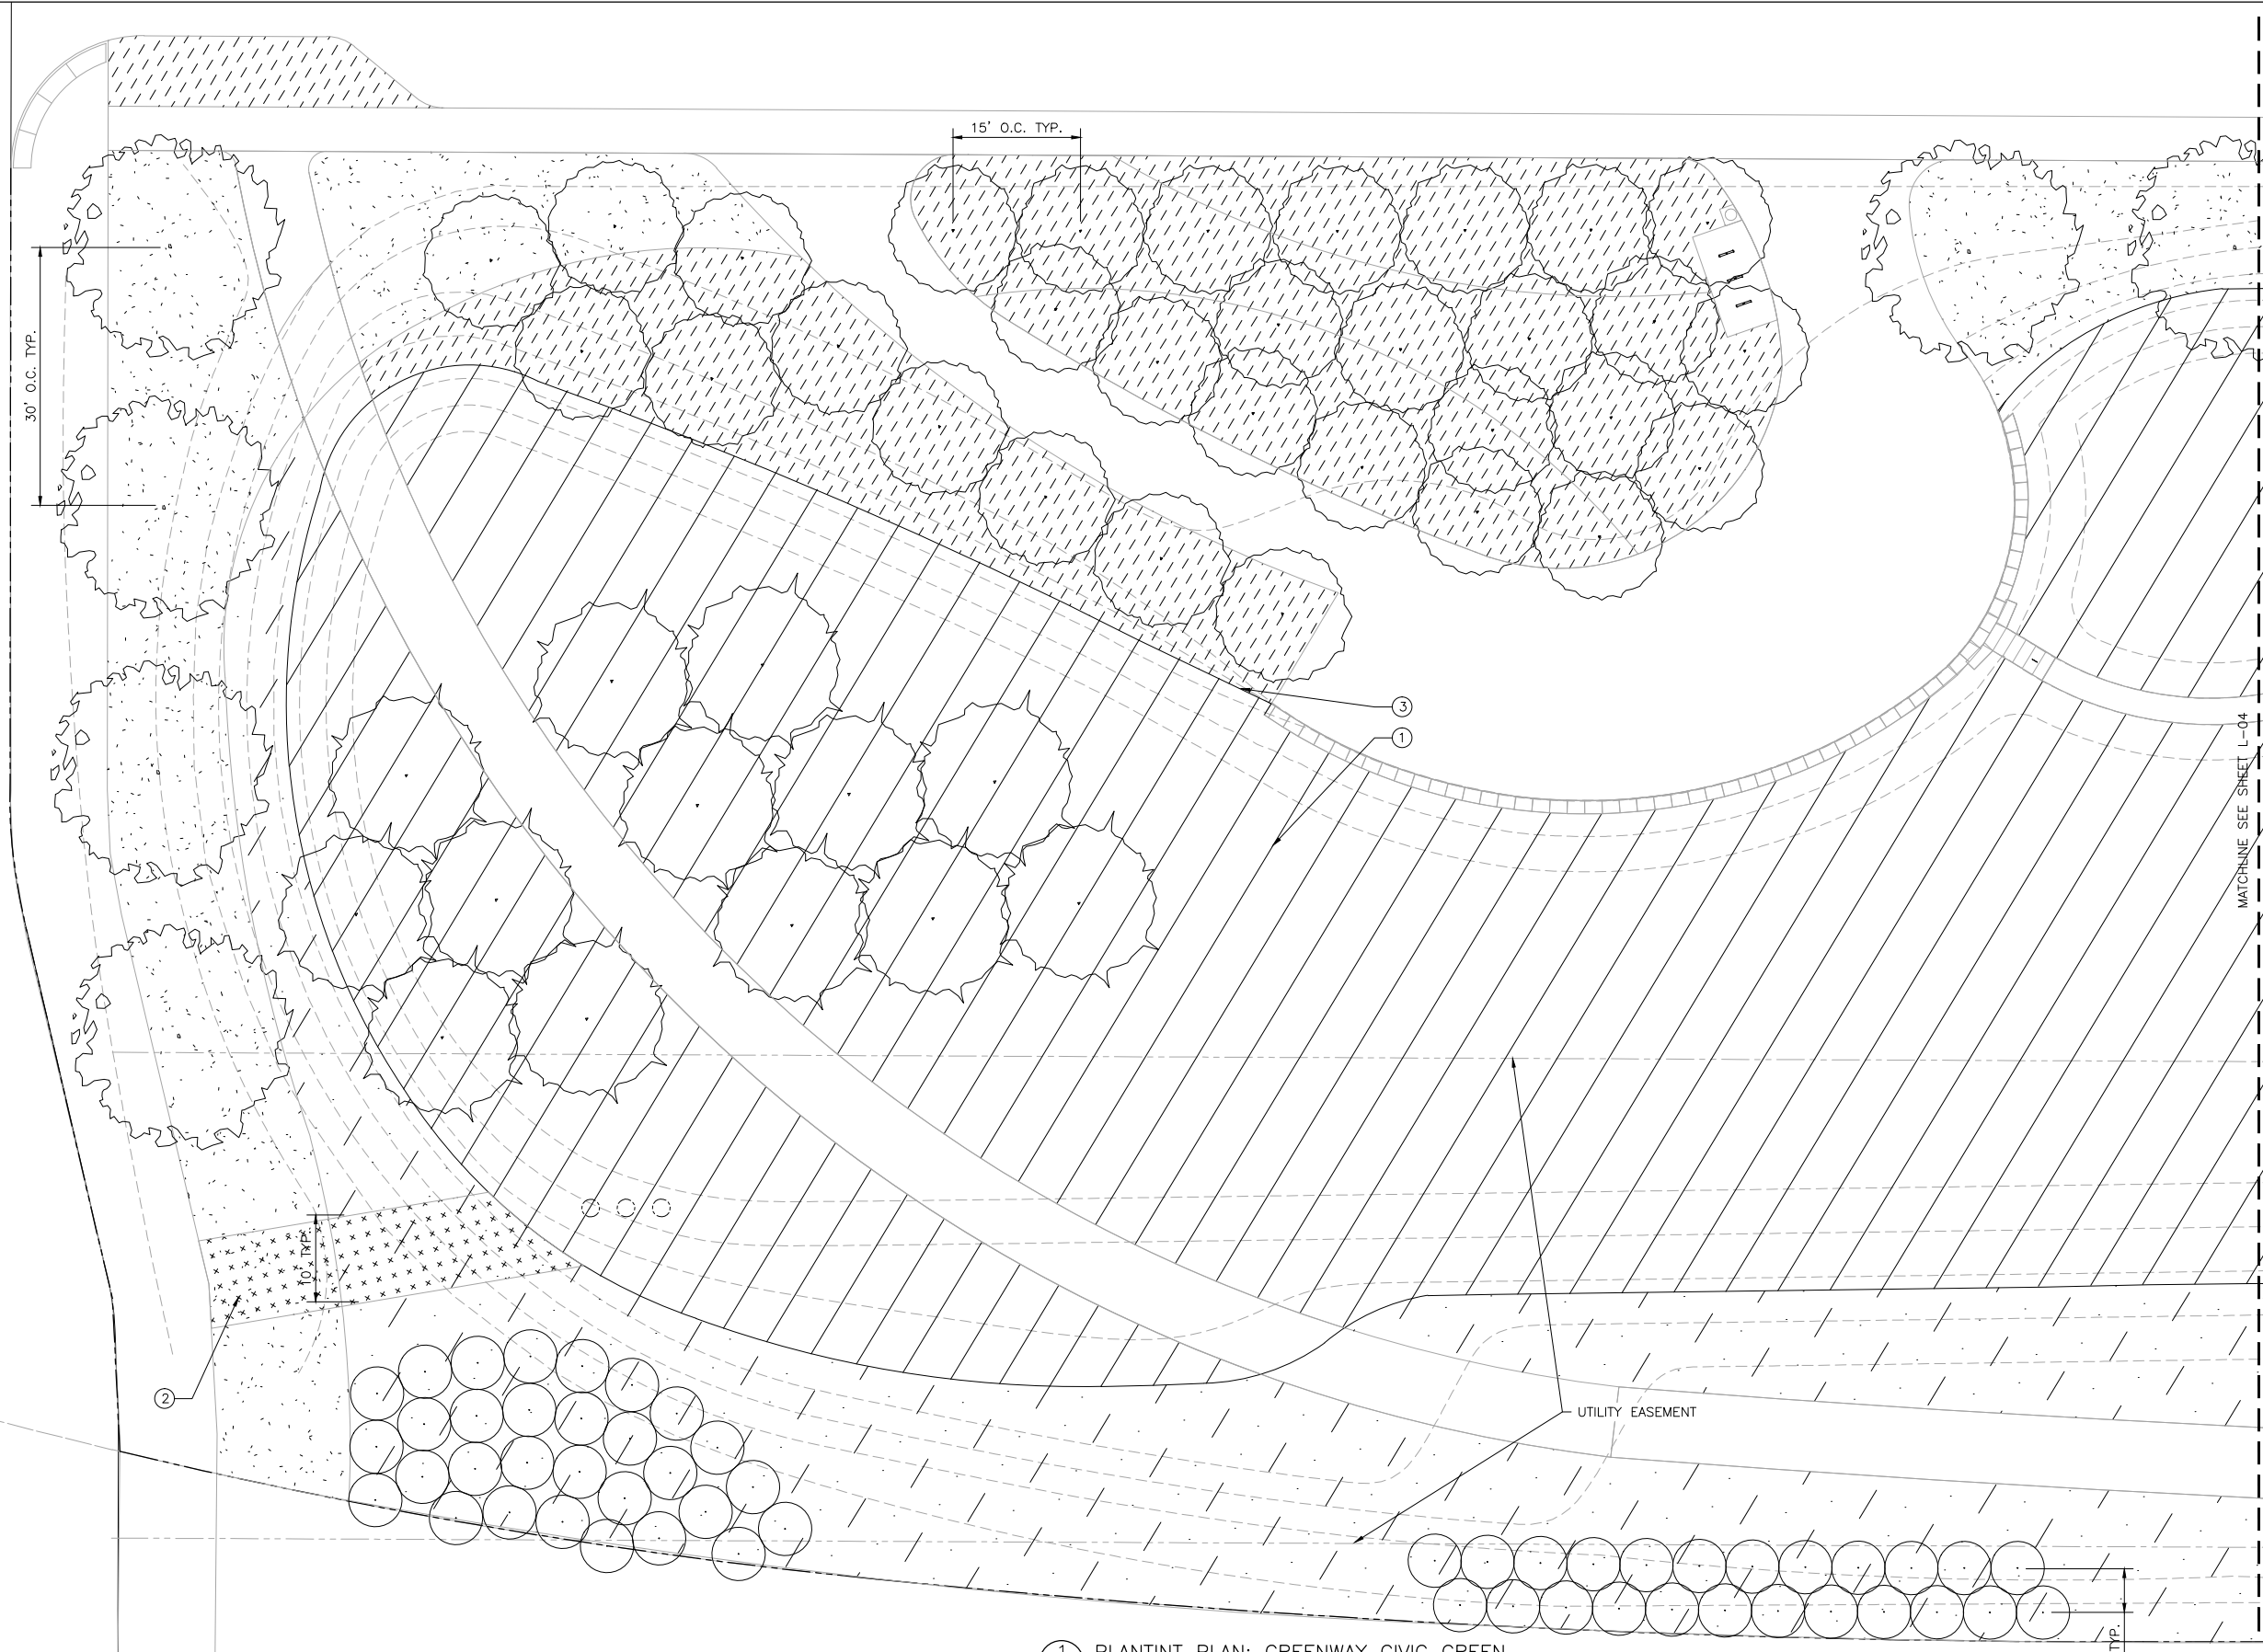 15' O.C. TYP.
30' O.C. TYP.
3
1
MATCHLINE SEE SHEET L-04
10' TYP.
2
UTILITY EASEMENT
TYP.
1 PLANTINT PLAN: GREENWAY CIVIC GREEN